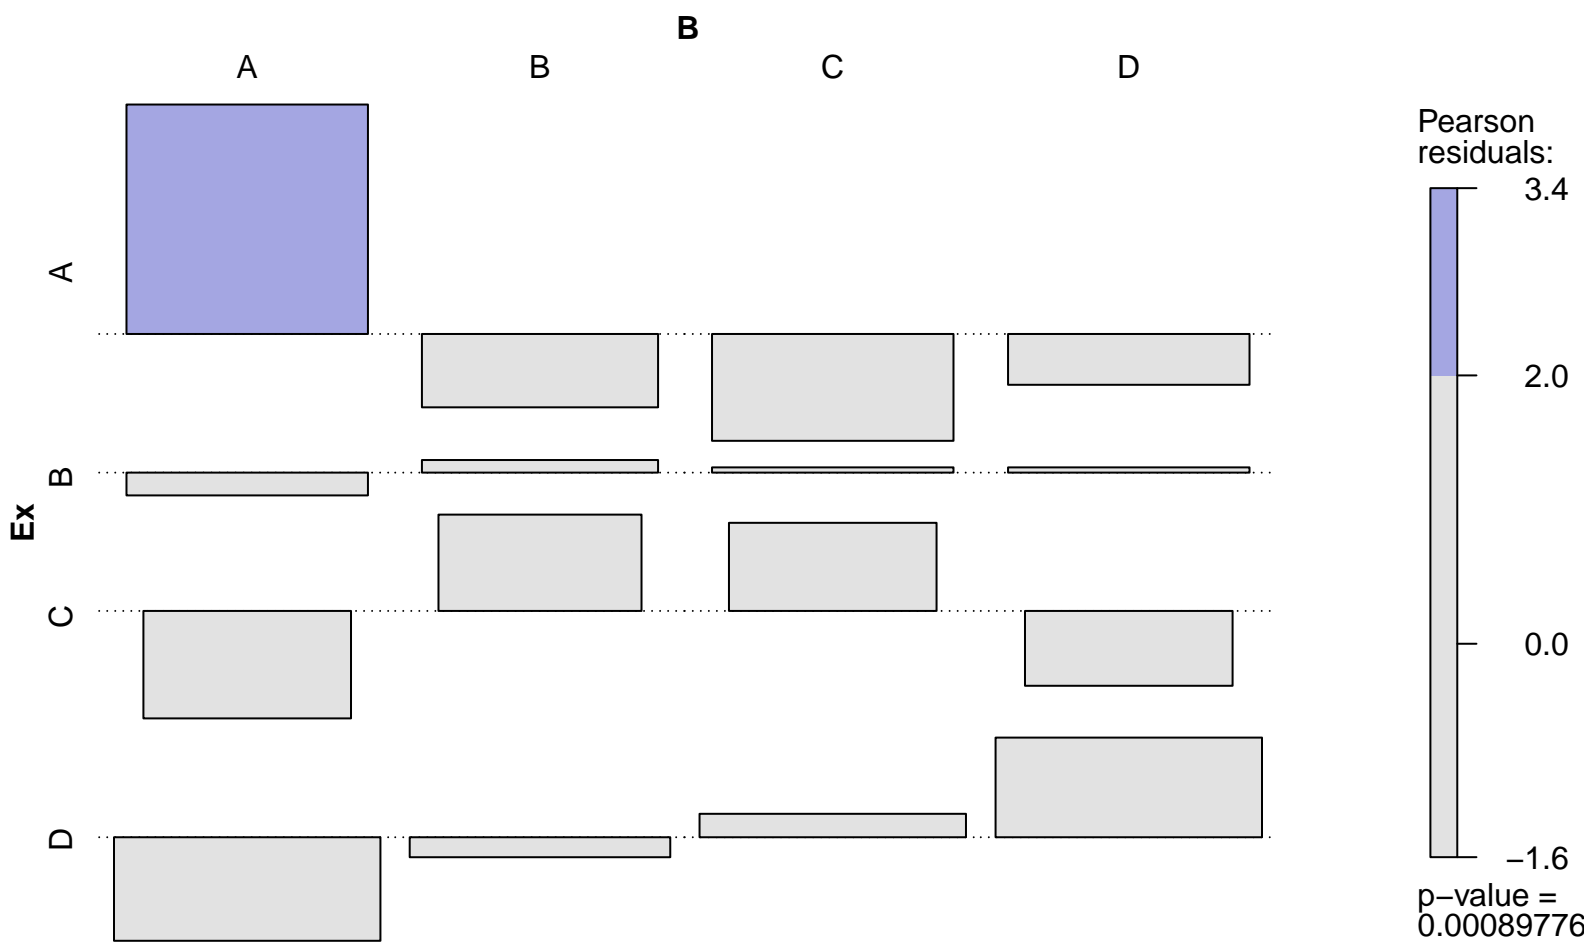 B
A B C D
Pearson
residuals:
3.4
2.0
0.0
−1.6
p−value =
0.00089776
Ex
A
B
C
D